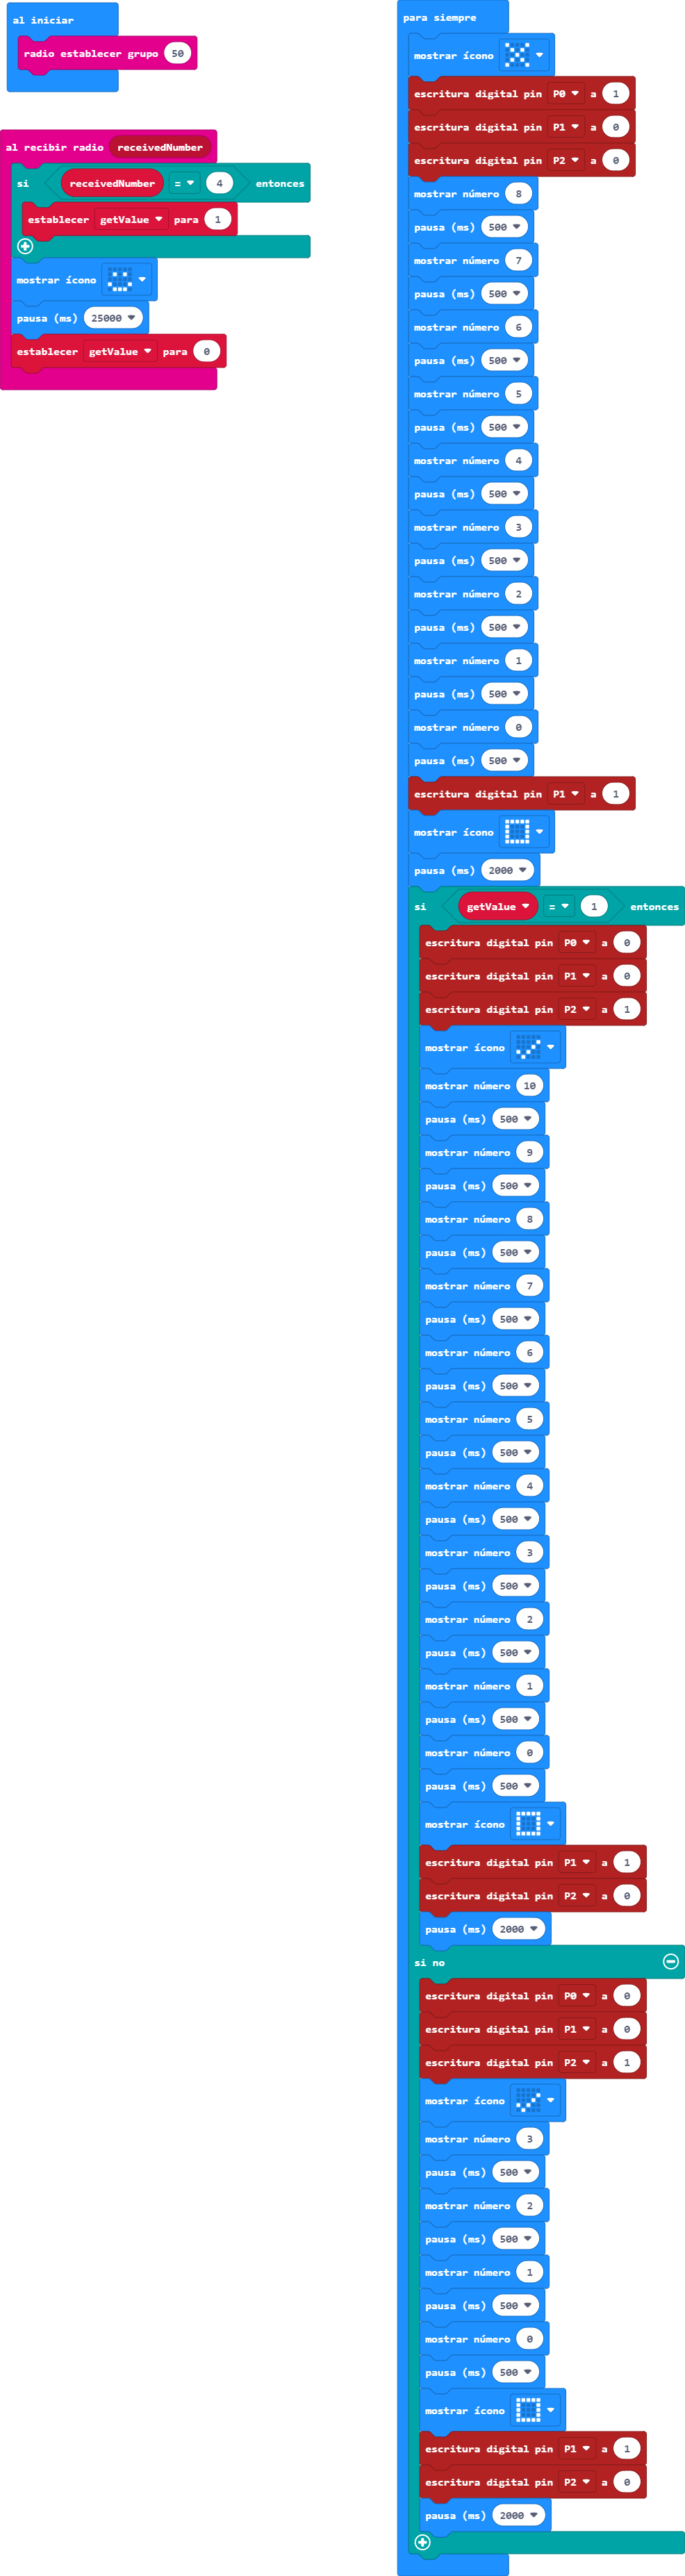 al iniciar
radio establecer grupo 50
al recibir radio receivedNumber
si receivedNumber = 4 entonces
establecer getValue para 1
mostrar ícono
pausa (ms) 25000
establecer getValue para 0
para siempre
mostrar ícono
escritura digital pin P0 a 1
escritura digital pin P1 a 0
escritura digital pin P2 a 0
mostrar número 8
pausa (ms) 500
mostrar número 7
pausa (ms) 500
mostrar número 6
pausa (ms) 500
mostrar número 5
pausa (ms) 500
mostrar número 4
pausa (ms) 500
mostrar número 3
pausa (ms) 500
mostrar número 2
pausa (ms) 500
mostrar número 1
pausa (ms) 500
mostrar número 0
pausa (ms) 500
escritura digital pin P1 a 1
mostrar ícono
pausa (ms) 2000
si getValue = 1 entonces
escritura digital pin P0 a 0
escritura digital pin P1 a 0
escritura digital pin P2 a 1
mostrar ícono
mostrar número 10
pausa (ms) 500
mostrar número 9
pausa (ms) 500
mostrar número 8
pausa (ms) 500
mostrar número 7
pausa (ms) 500
mostrar número 6
pausa (ms) 500
mostrar número 5
pausa (ms) 500
mostrar número 4
pausa (ms) 500
mostrar número 3
pausa (ms) 500
mostrar número 2
pausa (ms) 500
mostrar número 1
pausa (ms) 500
mostrar número 0
pausa (ms) 500
mostrar ícono
escritura digital pin P1 a 1
escritura digital pin P2 a 0
pausa (ms) 2000
si no
escritura digital pin P0 a 0
escritura digital pin P1 a 0
escritura digital pin P2 a 1
mostrar ícono
mostrar número 3
pausa (ms) 500
mostrar número 2
pausa (ms) 500
mostrar número 1
pausa (ms) 500
mostrar número 0
pausa (ms) 500
mostrar ícono
escritura digital pin P1 a 1
escritura digital pin P2 a 0
pausa (ms) 2000